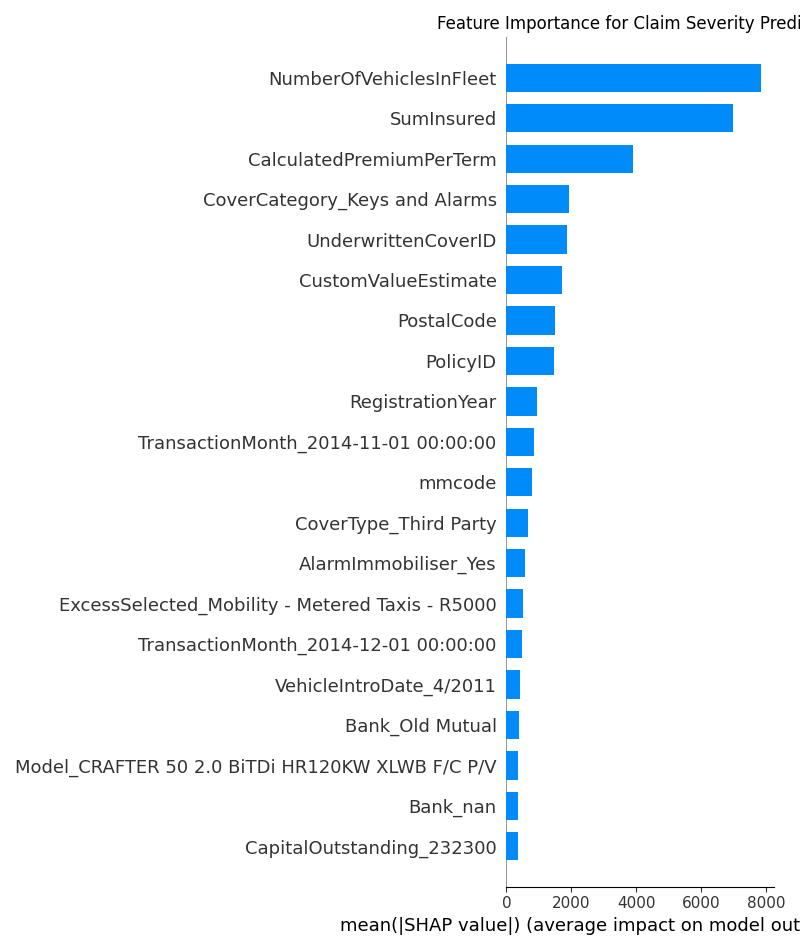 Feature Importance for Claim Severity Predi
NumberOfVehiclesInFleet
SumInsured
CalculatedPremiumPerTerm
CoverCategory_Keys and Alarms
UnderwrittenCoverID
CustomValueEstimate
PostalCode
PolicyID
RegistrationYear
TransactionMonth_2014-11-01 00:00:00
mmcode
CoverType_Third Party
AlarmImmobiliser_Yes
ExcessSelected_Mobility - Metered Taxis - R5000
TransactionMonth_2014-12-01 00:00:00
VehicleIntroDate_4/2011
Bank_Old Mutual
Model_CRAFTER 50 2.0 BiTDi HR120KW XLWB F/C P/V
Bank_nan
CapitalOutstanding_232300
0 2000 4000 6000 8000
mean(|SHAP value|) (average impact on model out